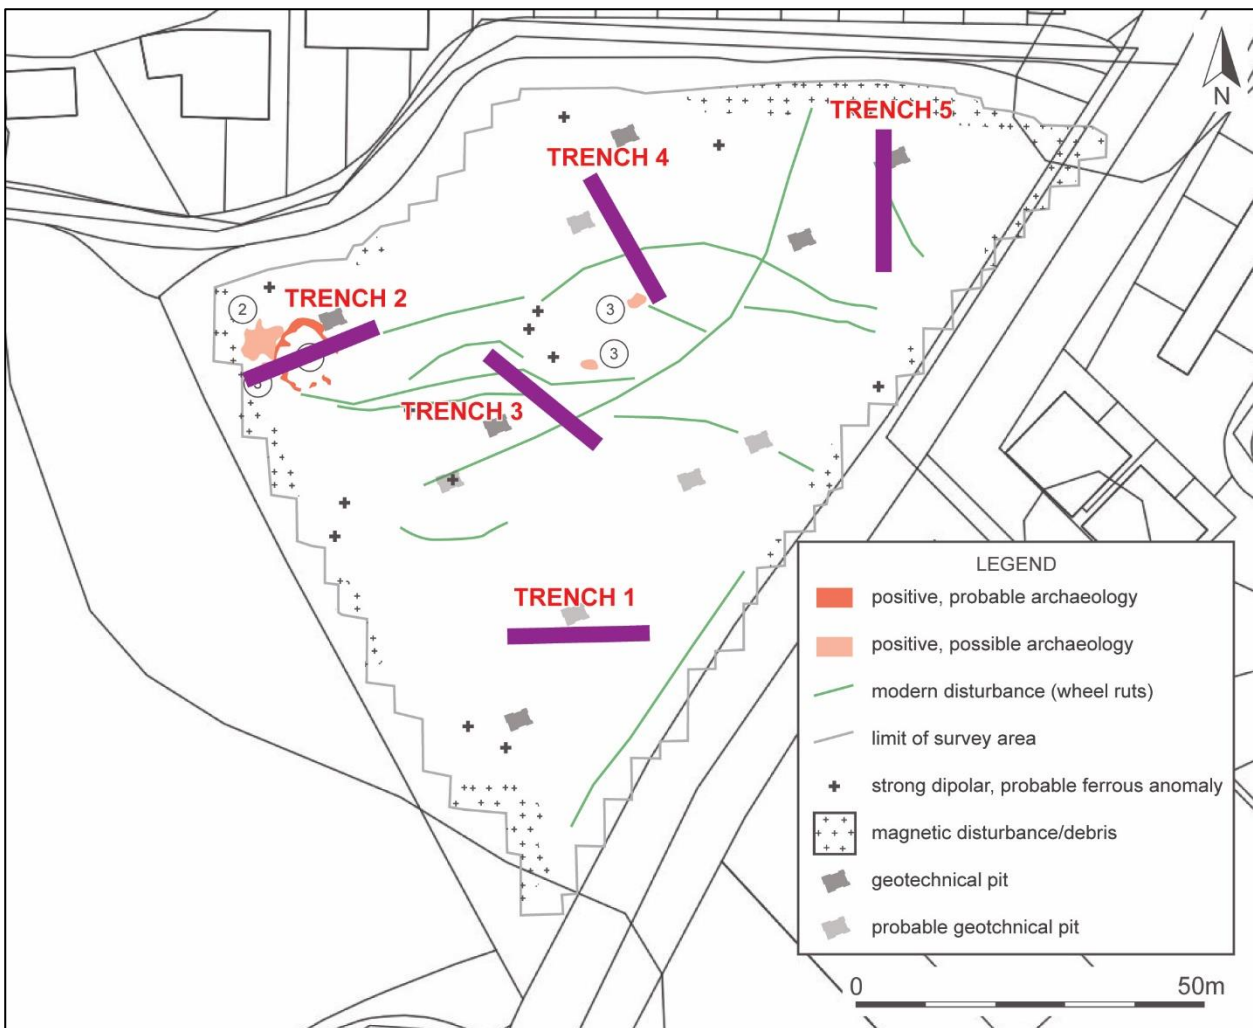 N
TRENCH 5
TRENCH 4
TRENCH 2
2
3
3
TRENCH 3
TRENCH 1
LEGEND
positive, probable archaeology
positive, possible archaeology
modern disturbance (wheel ruts)
limit of survey area
strong dipolar, probable ferrous anomaly
magnetic disturbance/debris
geotechnical pit
probable geotchnical pit
0 50m